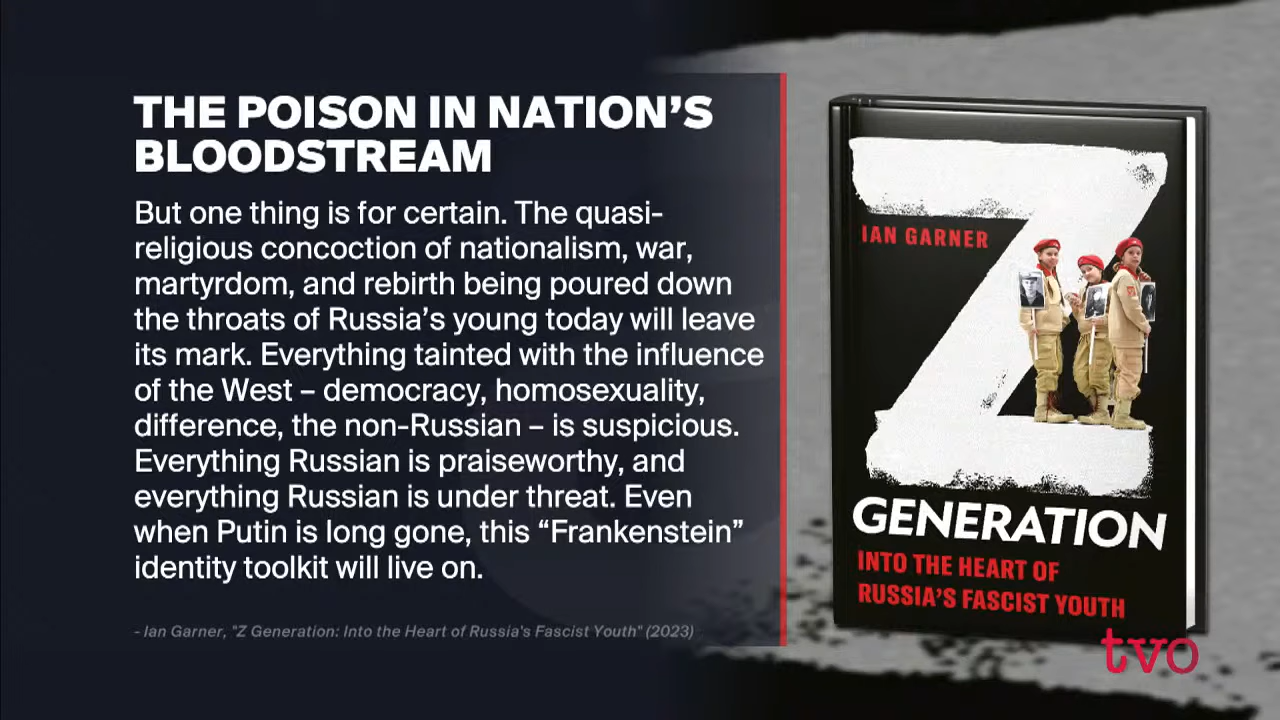 THE POISON IN NATION'S
BLOODSTREAM
But one thing is for certain. The quasi-
religious concoction of nationalism, war,
martyrdom, and rebirth being poured down
the throats of Russia's young today will leave
its mark. Everything tainted with the influence
of the West – democracy, homosexuality,
difference, the non-Russian – is suspicious.
Everything Russian is praiseworthy, and
everything Russian is under threat. Even
when Putin is long gone, this “Frankenstein”
identity toolkit will live on.
- Ian Garner, "Z Generation: Into the Heart of Russia's Fascist Youth" (2023)
Z
IAN GARNER
GENERATION
INTO THE HEART OF
RUSSIA'S FASCIST YOUTH
tvo